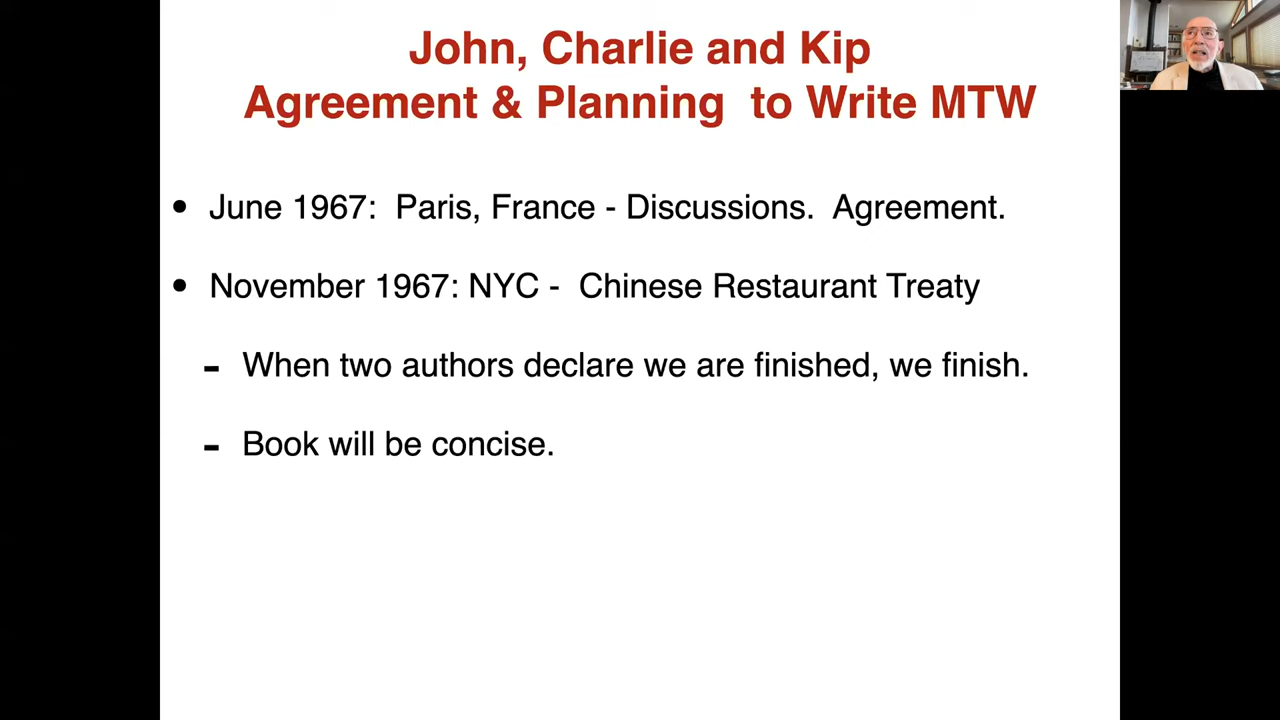 John, Charlie and Kip
Agreement & Planning to Write MTW
• June 1967: Paris, France - Discussions. Agreement.
• November 1967: NYC - Chinese Restaurant Treaty
- When two authors declare we are finished, we finish.
- Book will be concise.